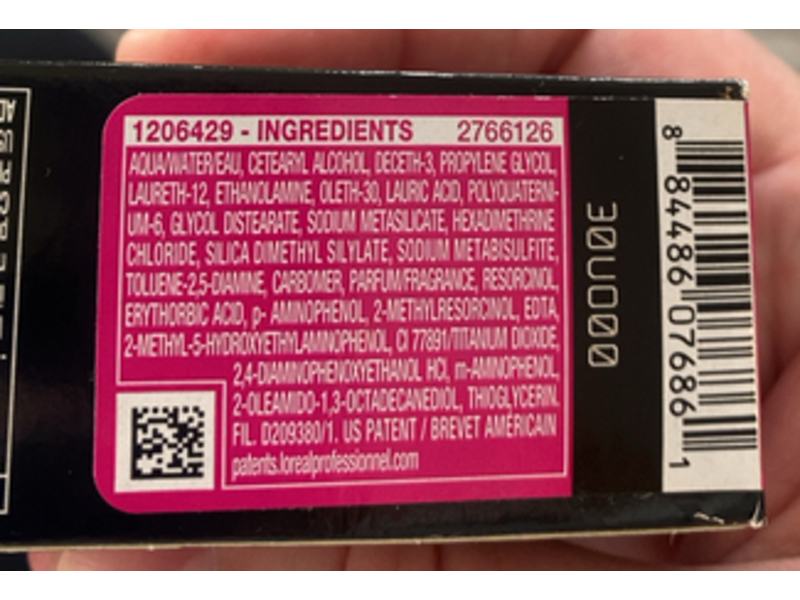 1206429 - INGREDIENTS 2766126
AQUA/WATER/EAU, CETEARYL ALCOHOL, DECETH-3, PROPYLENE GLYCOL,
LAURETH-12, ETHANOLAMINE, OLETH-30, LAURIC ACID, POLYQUATERNI-
UM-6, GLYCOL DISTEARATE, SODIUM METASILICATE, HEXADIMETHRINE
CHLORIDE, SILICA DIMETHYL SILYLATE, SODIUM METABISULFITE,
TOLUENE-2,5-DIAMINE, CARBOMER, PARFUM/FRAGRANCE, RESORCINOL,
ERYTHORBIC ACID, p- AMINOPHENOL, 2-METHYLRESORCINOL, EDTA,
2-METHYL-5-HYDROXYETHYLAMINOPHENOL, CI 77891/TITANIUM DIOXIDE,
2,4-DIAMINOPHENOXYETHANOL HCl, m-AMINOPHENOL,
2-OLEAMIDO-1,3-OCTADECANEDIOL, THIOGLYCERIN.
FIL. D209380/1. US PATENT / BREVET AMERICAIN
patents.lorealprofessionnel.com
30U000
8 84486 07686 1